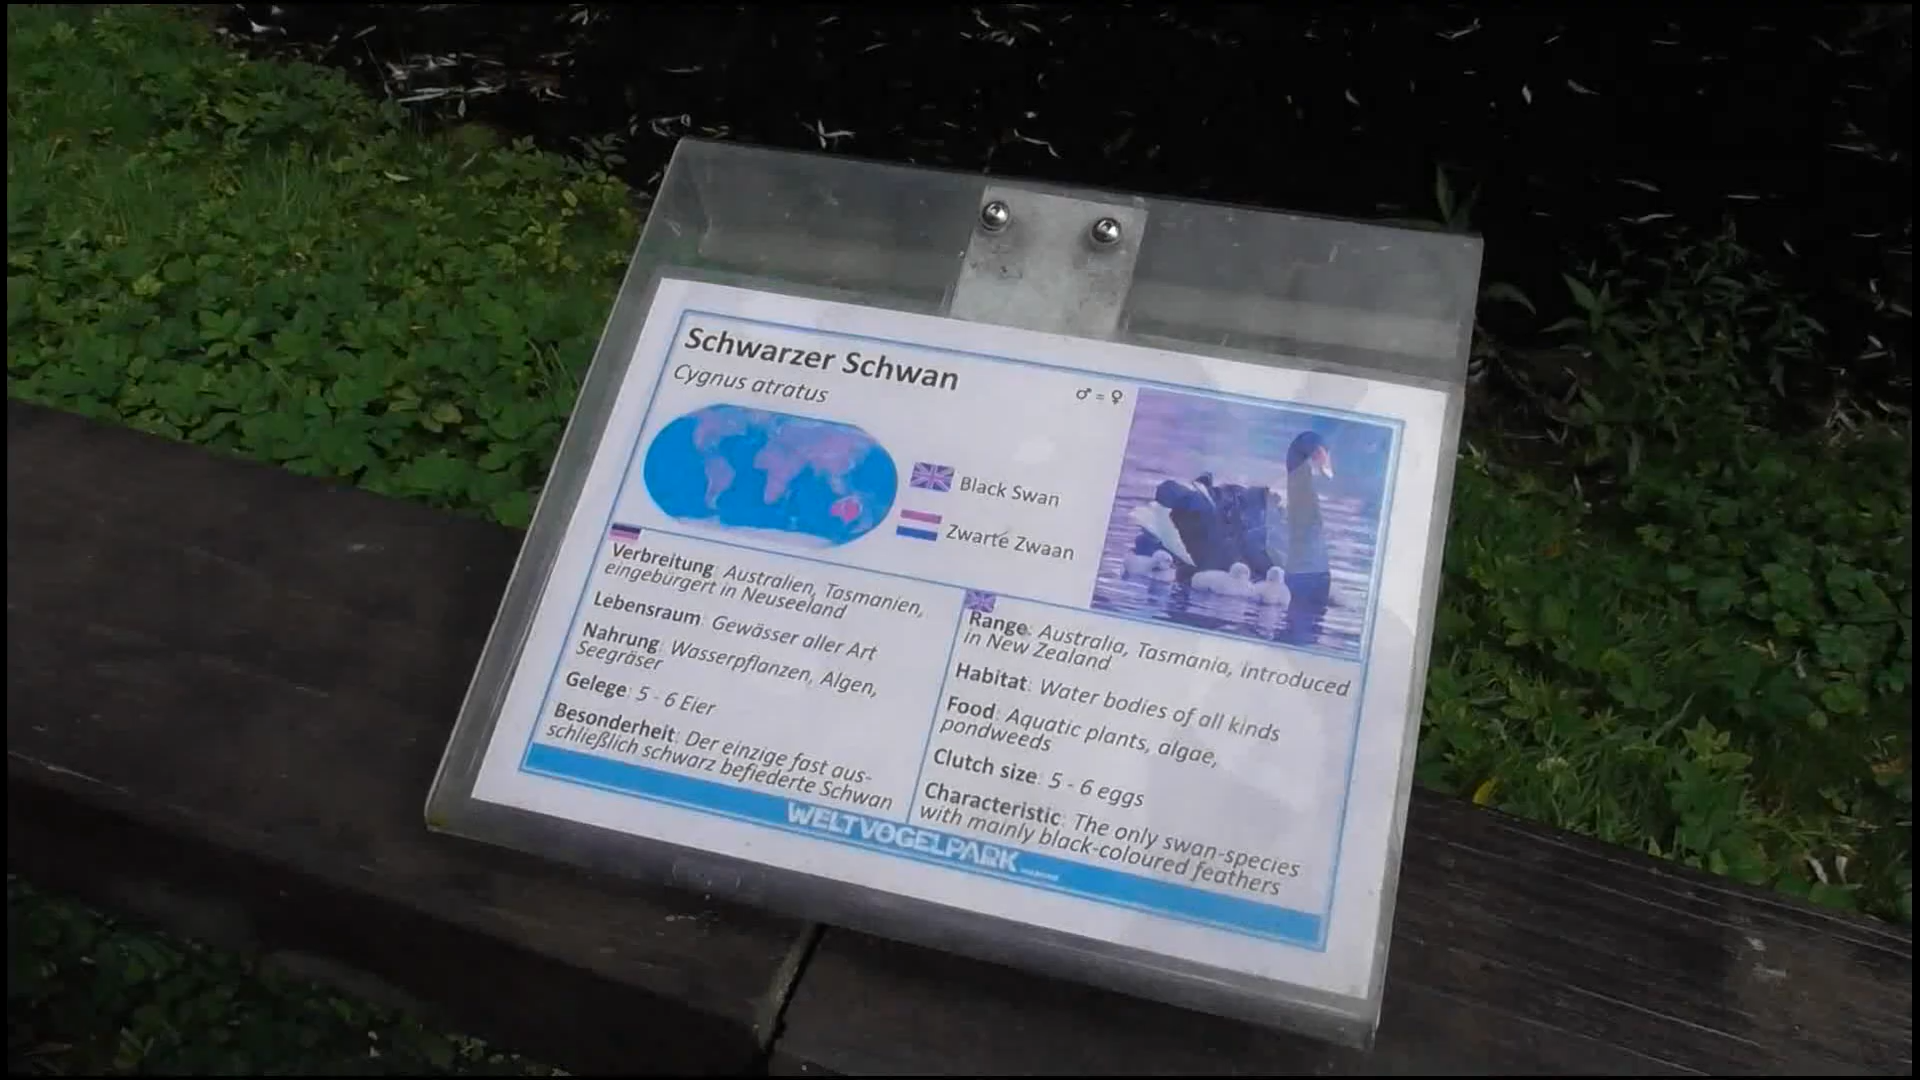 Schwarzer Schwan
Cygnus atratus
♂ = ♀
Black Swan
Zwarte Zwaan
Verbreitung: Australien, Tasmanien,
eingebürgert in Neuseeland
Lebensraum: Gewässer aller Art
Nahrung: Wasserpflanzen, Algen,
Seegräser
Gelege: 5 - 6 Eier
Besonderheit: Der einzige fast aus-
schließlich schwarz befiederte Schwan
Range: Australia, Tasmania, introduced
in New Zealand
Habitat: Water bodies of all kinds
Food: Aquatic plants, algae,
pondweeds
Clutch size: 5 - 6 eggs
Characteristic: The only swan-species
with mainly black-coloured feathers
WELTVOGELPARK